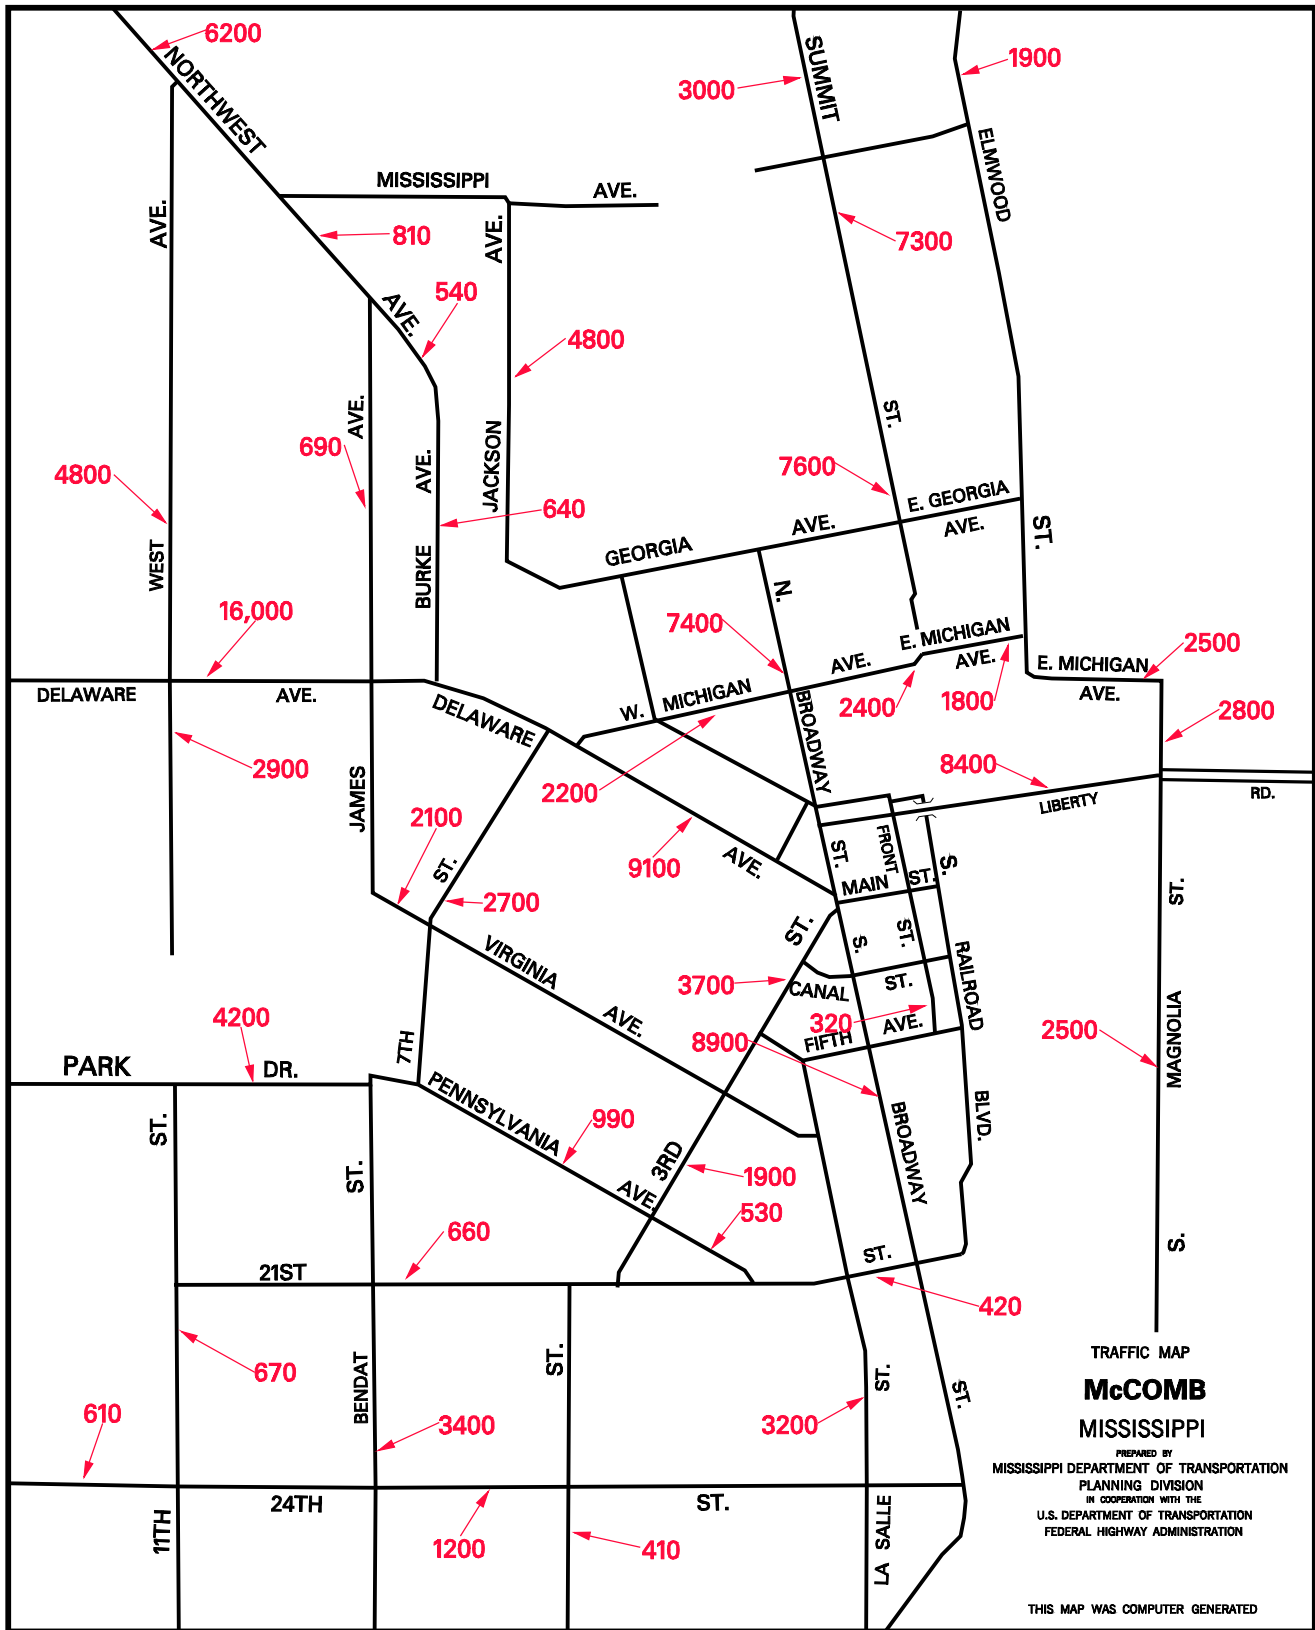 6200
NORTHWEST
AVE.
3000
SUMMIT
ST.
1900
ELMWOOD
ST.
MISSISSIPPI AVE.
AVE.
WEST
810
AVE.
JACKSON
7300
540
4800
AVE.
JAMES
690
AVE.
BURKE
4800
7600
E. GEORGIA
AVE.
640
GEORGIA AVE.
N.
BROADWAY
ST.
16,000
7400
E. MICHIGAN
AVE.
2500
E. MICHIGAN
AVE.
DELAWARE AVE.
W. MICHIGAN AVE.
2400
1800
2800
DELAWARE
AVE.
2900
2200
8400
LIBERTY
RD.
2100
ST.
7TH
9100
2700
FRONT
ST.
MAIN ST.
S.
RAILROAD
BLVD.
ST.
MAGNOLIA
S.
VIRGINIA
AVE.
ST.
3RD
S.
BROADWAY
ST.
3700
CANAL ST.
4200
320
8900
FIFTH AVE.
2500
PARK DR.
ST.
11TH
ST.
BENDAT
PENNSYLVANIA
AVE.
990
1900
530
660
21ST
ST.
420
670
ST.
ST.
LA SALLE
610
3400
3200
24TH ST.
1200
410
TRAFFIC MAP
McCOMB
MISSISSIPPI
PREPARED BY
MISSISSIPPI DEPARTMENT OF TRANSPORTATION
PLANNING DIVISION
IN COOPERATION WITH THE
U.S. DEPARTMENT OF TRANSPORTATION
FEDERAL HIGHWAY ADMINISTRATION
THIS MAP WAS COMPUTER GENERATED